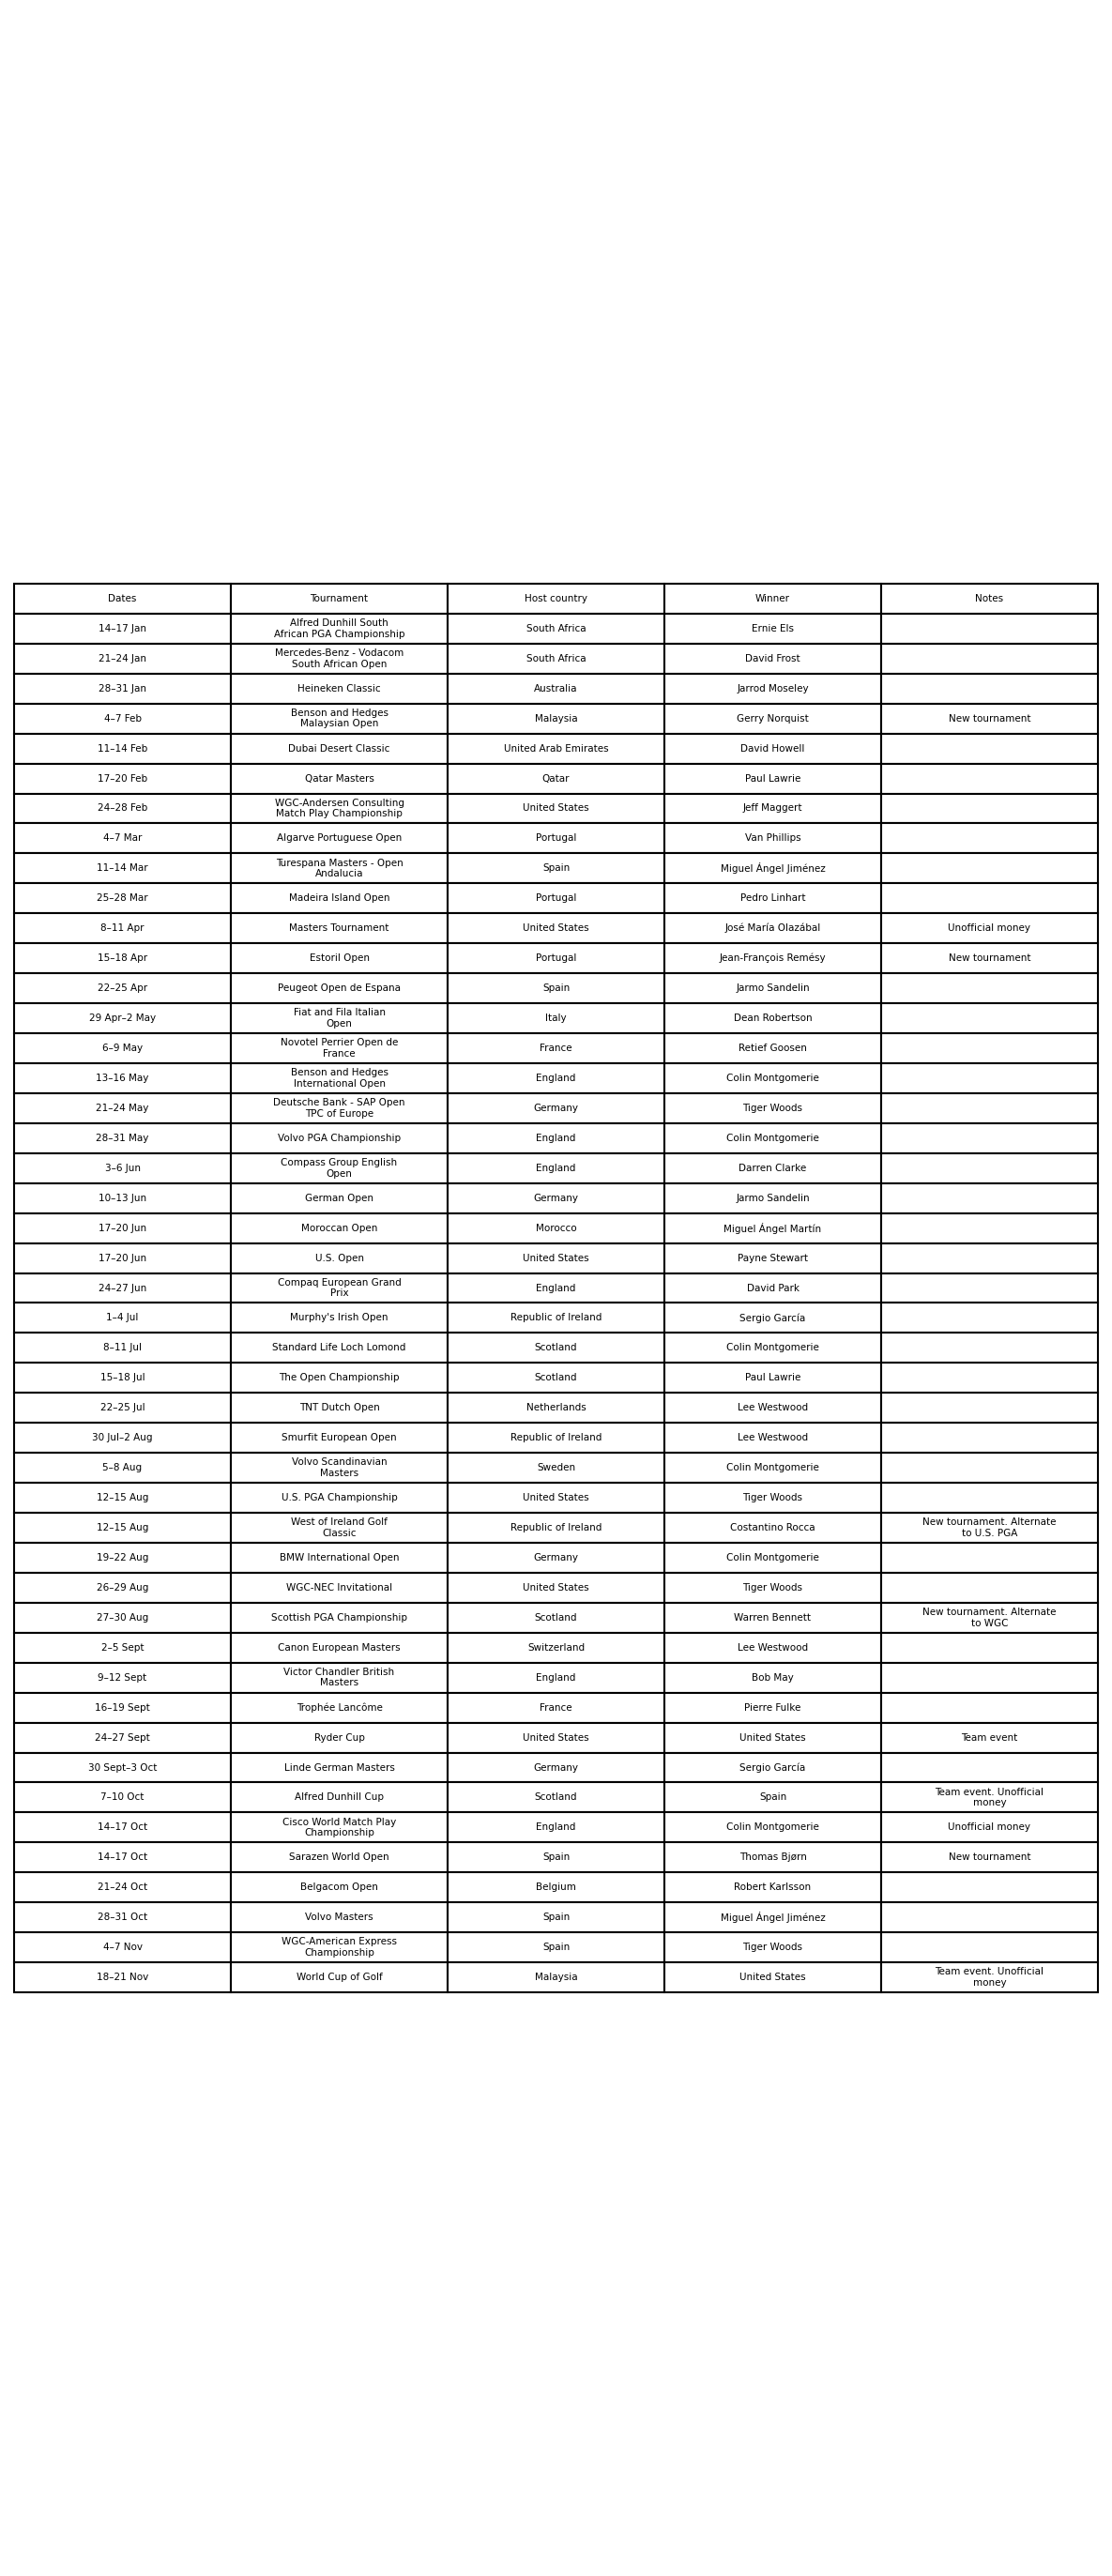 Dates Tournament Host country Winner Notes
14–17 Jan Alfred Dunhill South
African PGA Championship South Africa Ernie Els
21–24 Jan Mercedes-Benz - Vodacom
South African Open South Africa David Frost
28–31 Jan Heineken Classic Australia Jarrod Moseley
4–7 Feb Benson and Hedges
Malaysian Open Malaysia Gerry Norquist New tournament
11–14 Feb Dubai Desert Classic United Arab Emirates David Howell
17–20 Feb Qatar Masters Qatar Paul Lawrie
24–28 Feb WGC-Andersen Consulting
Match Play Championship United States Jeff Maggert
4–7 Mar Algarve Portuguese Open Portugal Van Phillips
11–14 Mar Turespana Masters - Open
Andalucia Spain Miguel Ángel Jiménez
25–28 Mar Madeira Island Open Portugal Pedro Linhart
8–11 Apr Masters Tournament United States José María Olazábal Unofficial money
15–18 Apr Estoril Open Portugal Jean-François Remésy New tournament
22–25 Apr Peugeot Open de Espana Spain Jarmo Sandelin
29 Apr–2 May Fiat and Fila Italian
Open Italy Dean Robertson
6–9 May Novotel Perrier Open de
France France Retief Goosen
13–16 May Benson and Hedges
International Open England Colin Montgomerie
21–24 May Deutsche Bank - SAP Open
TPC of Europe Germany Tiger Woods
28–31 May Volvo PGA Championship England Colin Montgomerie
3–6 Jun Compass Group English
Open England Darren Clarke
10–13 Jun German Open Germany Jarmo Sandelin
17–20 Jun Moroccan Open Morocco Miguel Ángel Martín
17–20 Jun U.S. Open United States Payne Stewart
24–27 Jun Compaq European Grand
Prix England David Park
1–4 Jul Murphy's Irish Open Republic of Ireland Sergio García
8–11 Jul Standard Life Loch Lomond Scotland Colin Montgomerie
15–18 Jul The Open Championship Scotland Paul Lawrie
22–25 Jul TNT Dutch Open Netherlands Lee Westwood
30 Jul–2 Aug Smurfit European Open Republic of Ireland Lee Westwood
5–8 Aug Volvo Scandinavian
Masters Sweden Colin Montgomerie
12–15 Aug U.S. PGA Championship United States Tiger Woods
12–15 Aug West of Ireland Golf
Classic Republic of Ireland Costantino Rocca New tournament. Alternate
to U.S. PGA
19–22 Aug BMW International Open Germany Colin Montgomerie
26–29 Aug WGC-NEC Invitational United States Tiger Woods
27–30 Aug Scottish PGA Championship Scotland Warren Bennett New tournament. Alternate
to WGC
2–5 Sept Canon European Masters Switzerland Lee Westwood
9–12 Sept Victor Chandler British
Masters England Bob May
16–19 Sept Trophée Lancôme France Pierre Fulke
24–27 Sept Ryder Cup United States United States Team event
30 Sept–3 Oct Linde German Masters Germany Sergio García
7–10 Oct Alfred Dunhill Cup Scotland Spain Team event. Unofficial
money
14–17 Oct Cisco World Match Play
Championship England Colin Montgomerie Unofficial money
14–17 Oct Sarazen World Open Spain Thomas Bjørn New tournament
21–24 Oct Belgacom Open Belgium Robert Karlsson
28–31 Oct Volvo Masters Spain Miguel Ángel Jiménez
4–7 Nov WGC-American Express
Championship Spain Tiger Woods
18–21 Nov World Cup of Golf Malaysia United States Team event. Unofficial
money